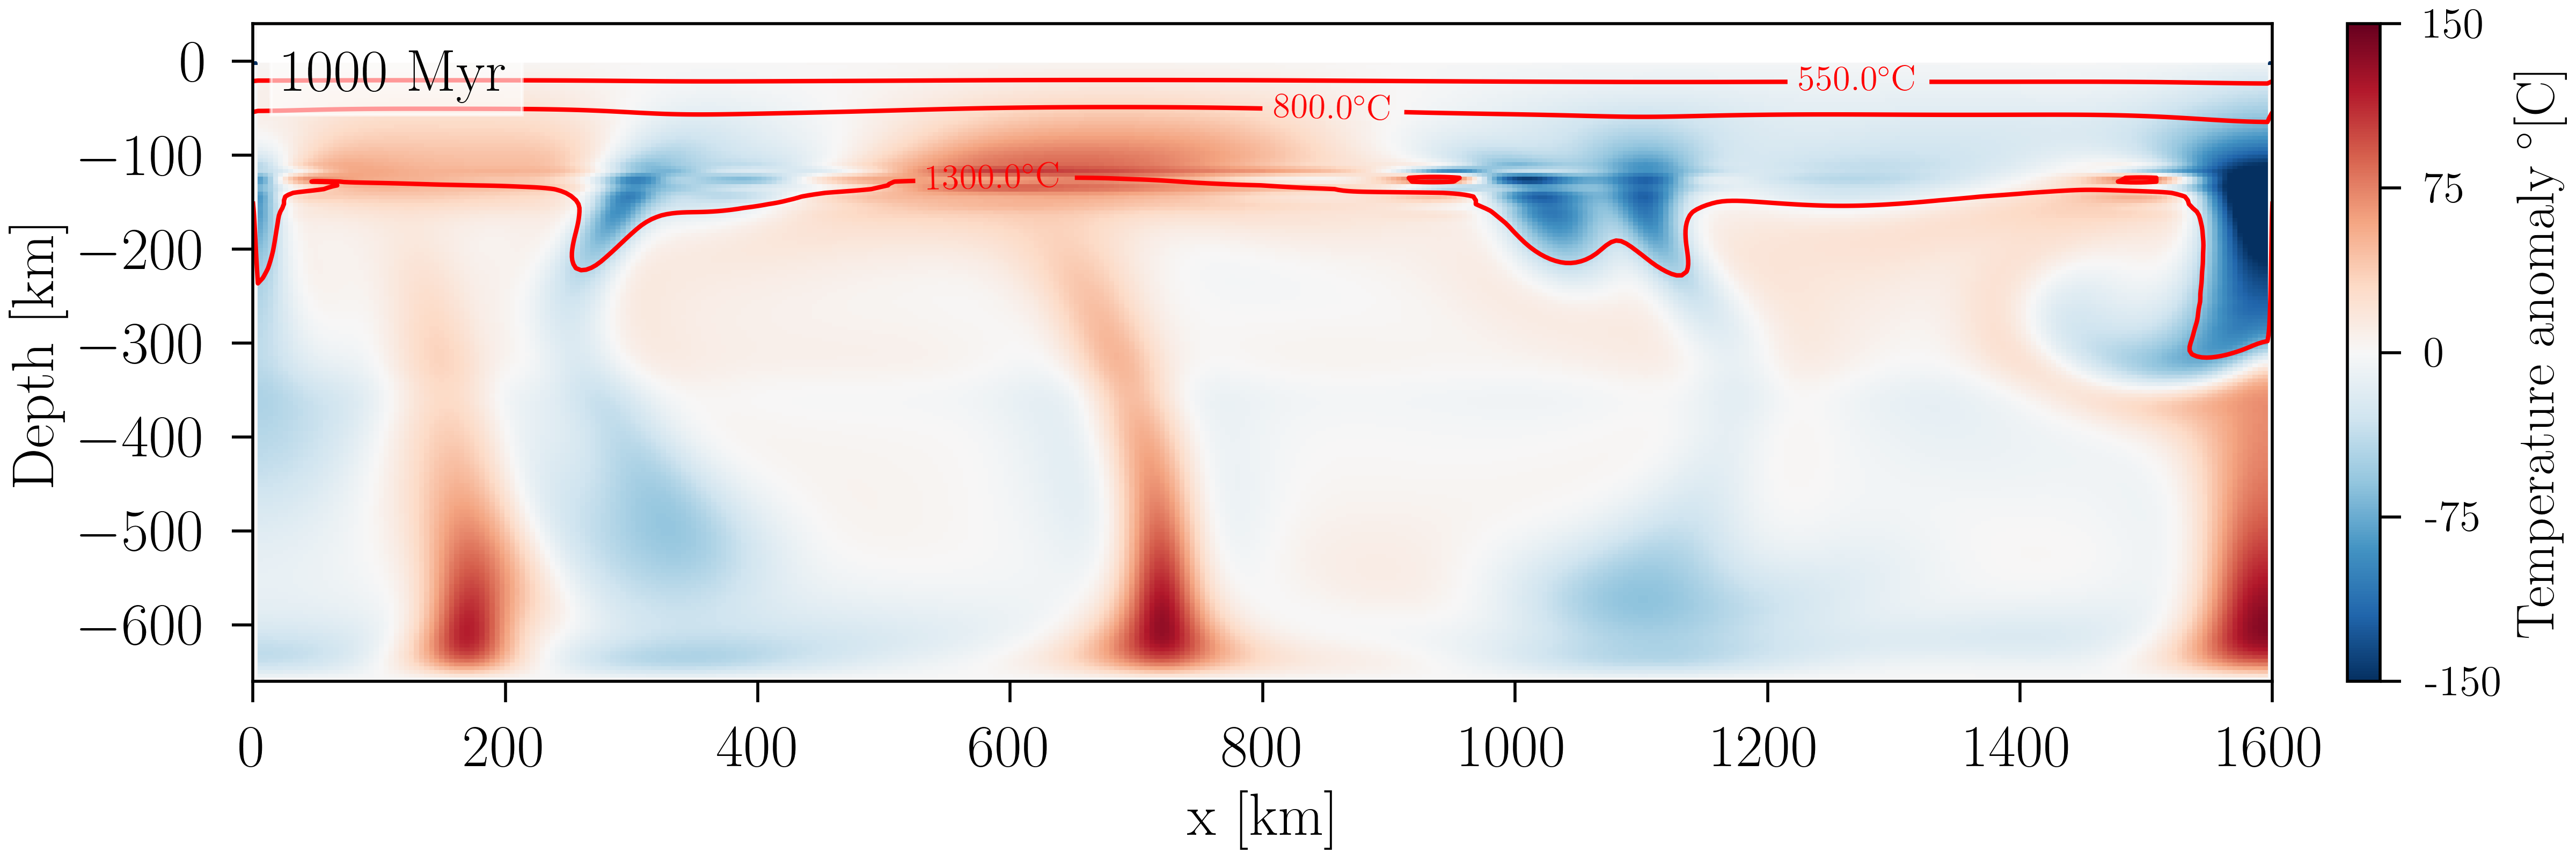 1000 Myr
550.0°C
800.0°C
1300.0°C
0
−100
−200
−300
−400
−500
−600
Depth [km]
0 200 400 600 800 1000 1200 1400 1600
x [km]
150
75
0
-75
-150
Temperature anomaly °[C]